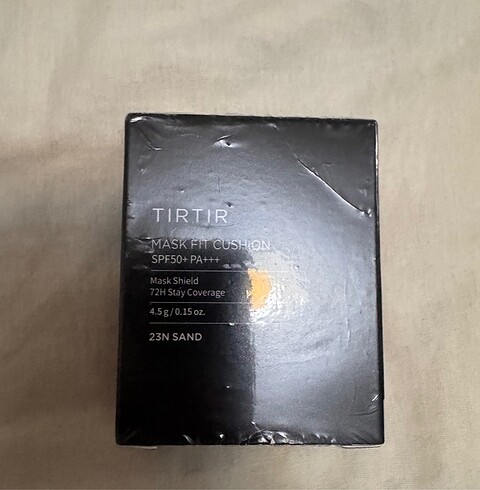 TIRTIR
MASK FIT CUSHION
SPF50+ PA+++
Mask Shield
72H Stay Coverage
4.5 g / 0.15 oz.
23N SAND